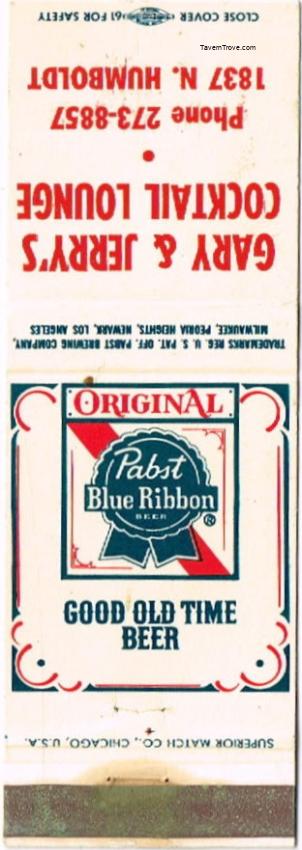 TavernTrove.com
CLOSE COVER FOR SAFETY
GARY & JERRY'S
COCKTAIL LOUNGE
Phone 273-8857
1837 N. HUMBOLDT
TRADEMARKS REG. U. S. PAT. OFF. PABST BREWING COMPANY,
MILWAUKEE, PEORIA HEIGHTS, NEWARK, LOS ANGELES
ORIGINAL
Pabst
Blue Ribbon
BEER
®
GOOD OLD TIME
BEER
SUPERIOR MATCH CO., CHICAGO, U.S.A.